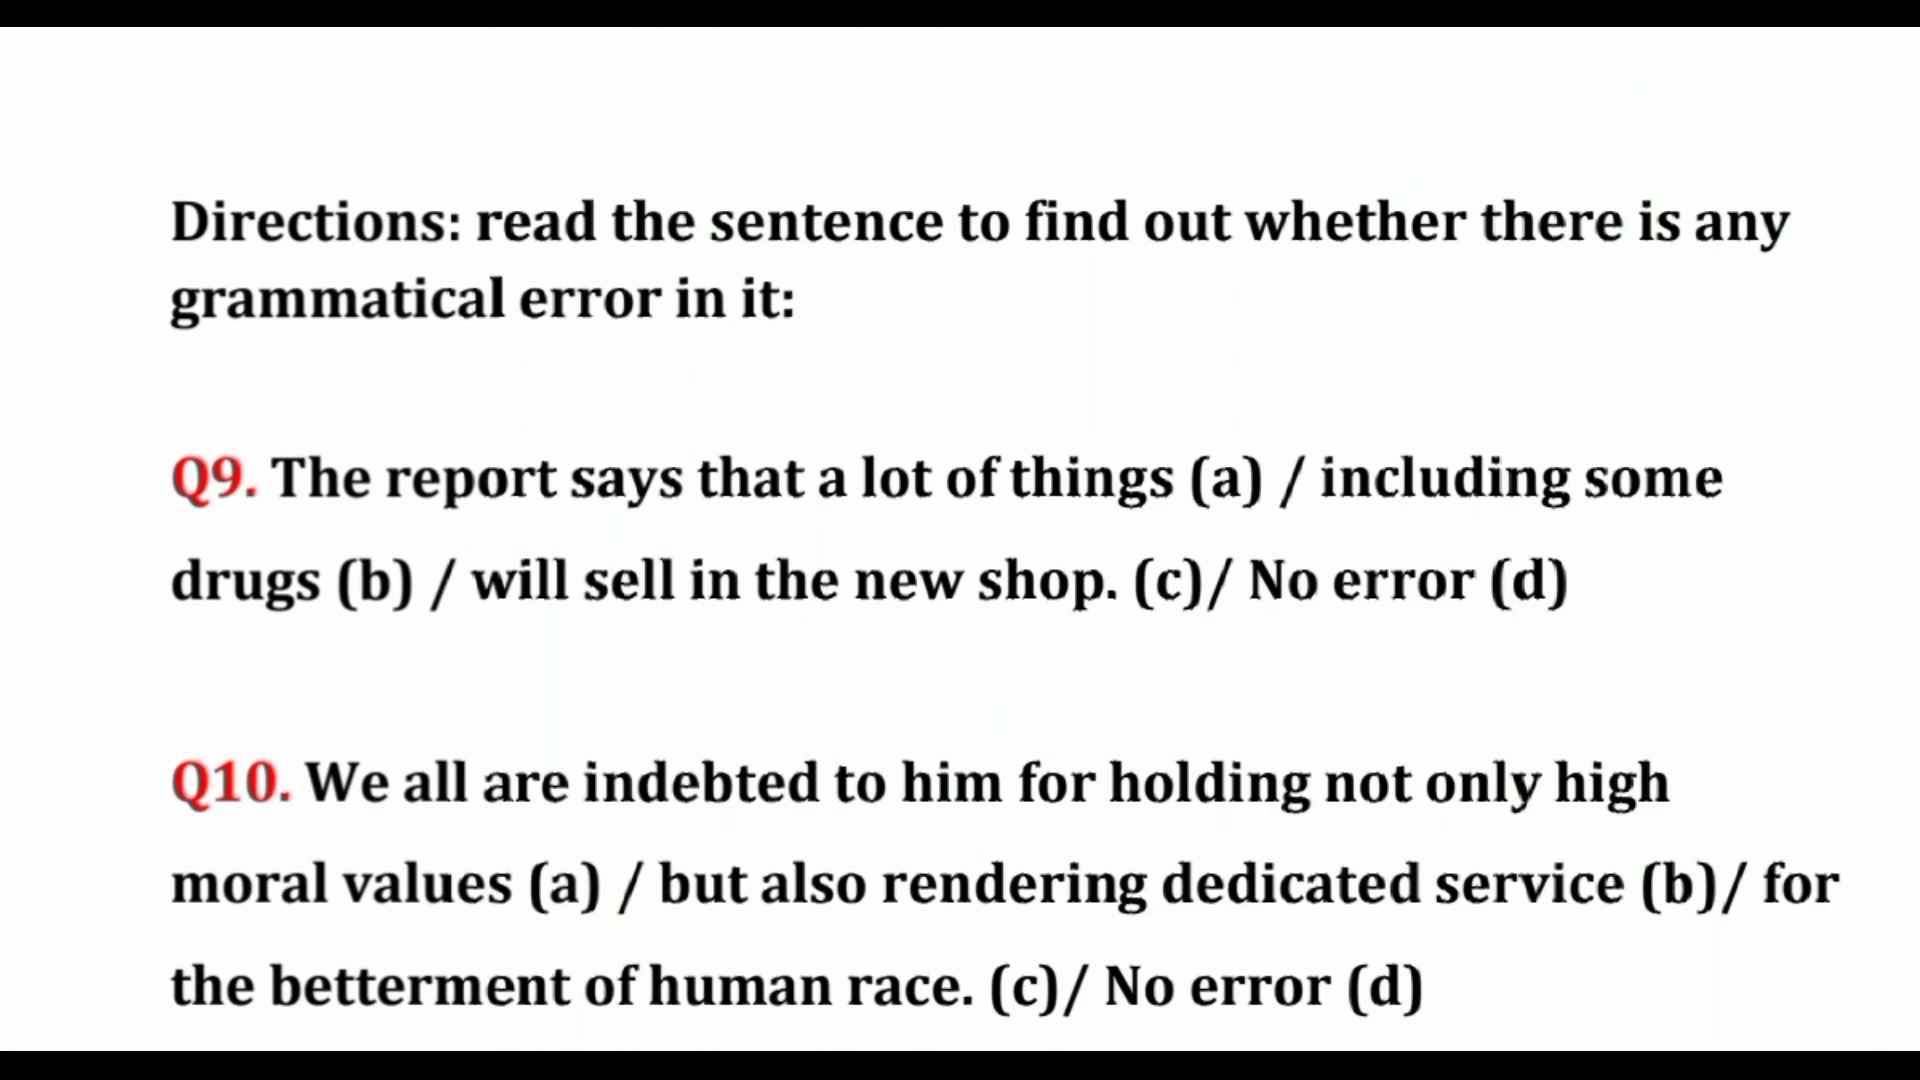 Directions: read the sentence to find out whether there is any
grammatical error in it:
Q9. The report says that a lot of things (a) / including some
drugs (b) / will sell in the new shop. (c)/ No error (d)
Q10. We all are indebted to him for holding not only high
moral values (a) / but also rendering dedicated service (b)/ for
the betterment of human race. (c)/ No error (d)